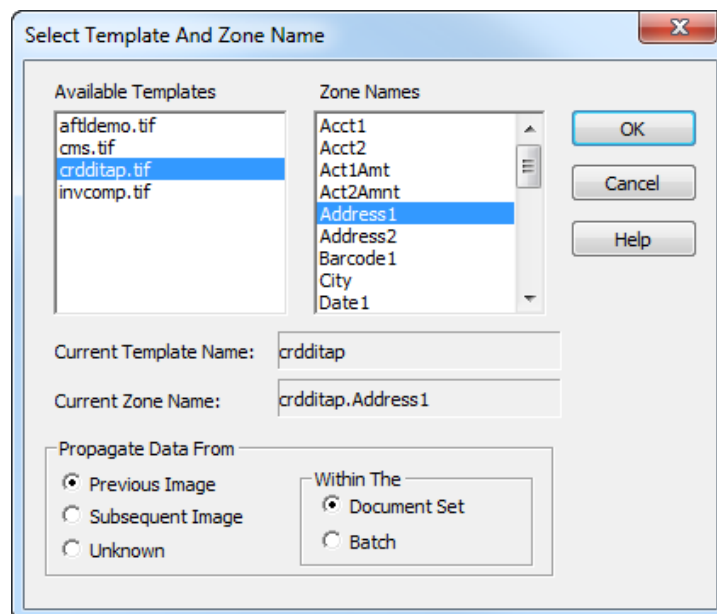 Select Template And Zone Name
Available Templates
aftldemo.tif
cms.tif
crdditap.tif
invcomp.tif
Zone Names
Acct1
Acct2
Act1Amt
Act2Amnt
Address1
Address2
Barcode1
City
Date1
OK
Cancel
Help
Current Template Name: crdditap
Current Zone Name: crdditap.Address1
Propagate Data From
Previous Image
Subsequent Image
Unknown
Within The
Document Set
Batch